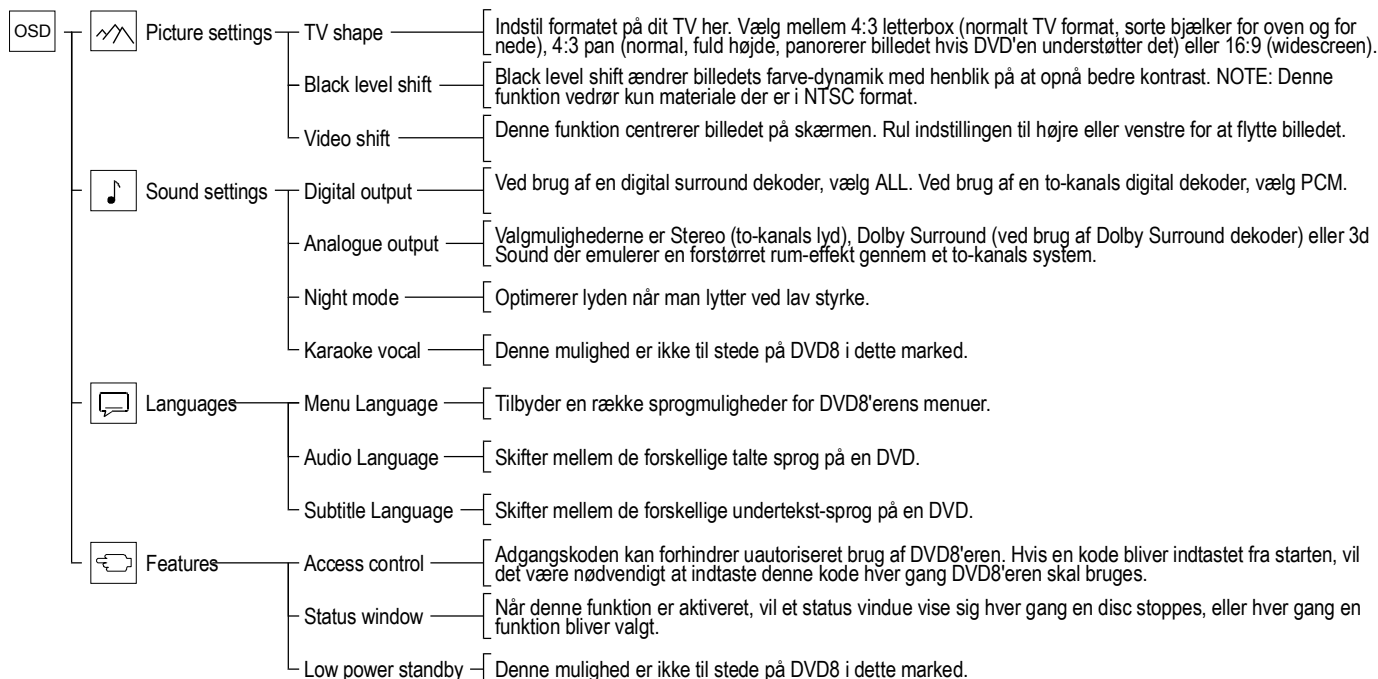 OSD
Picture settings
TV shape
Indstil formatet på dit TV her. Vælg mellem 4:3 letterbox (normalt TV format, sorte bjælker for oven og for
nede), 4:3 pan (normal, fuld højde, panorerer billedet hvis DVD'en understøtter det) eller 16:9 (widescreen).
Black level shift
Black level shift ændrer billedets farve-dynamik med henblik på at opnå bedre kontrast. NOTE: Denne
funktion vedrør kun materiale der er i NTSC format.
Video shift
Denne funktion centrerer billedet på skærmen. Rul indstillingen til højre eller venstre for at flytte billedet.
Sound settings
Digital output
Ved brug af en digital surround dekoder, vælg ALL. Ved brug af en to-kanals digital dekoder, vælg PCM.
Analogue output
Valgmulighederne er Stereo (to-kanals lyd), Dolby Surround (ved brug af Dolby Surround dekoder) eller 3d
Sound der emulerer en forstørret rum-effekt gennem et to-kanals system.
Night mode
Optimerer lyden når man lytter ved lav styrke.
Karaoke vocal
Denne mulighed er ikke til stede på DVD8 i dette marked.
Languages
Menu Language
Tilbyder en række sprogmuligheder for DVD8'erens menuer.
Audio Language
Skifter mellem de forskellige talte sprog på en DVD.
Subtitle Language
Skifter mellem de forskellige undertekst-sprog på en DVD.
Features
Access control
Adgangskoden kan forhindrer uautoriseret brug af DVD8'eren. Hvis en kode bliver indtastet fra starten, vil
det være nødvendigt at indtaste denne kode hver gang DVD8'eren skal bruges.
Status window
Når denne funktion er aktiveret, vil et status vindue vise sig hver gang en disc stoppes, eller hver gang en
funktion bliver valgt.
Low power standby
Denne mulighed er ikke til stede på DVD8 i dette marked.